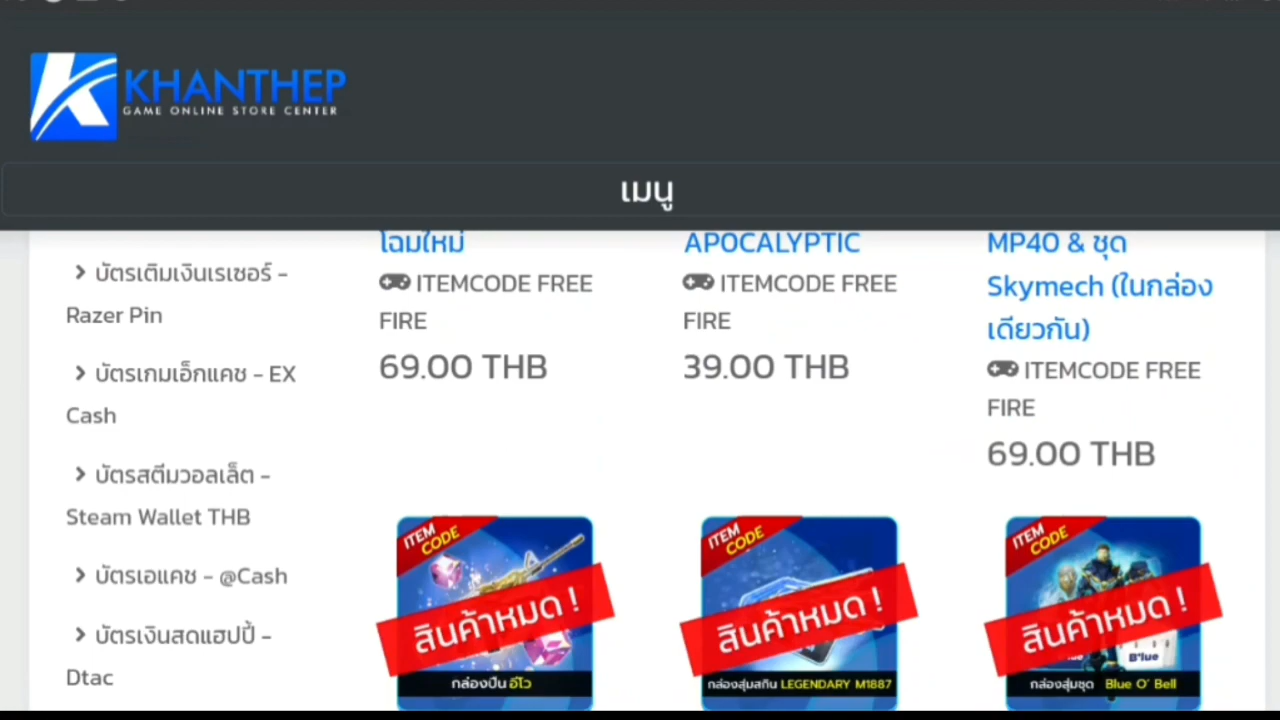 KHANTHEP
GAME ONLINE STORE CENTER
เมนู
บัตรเติมเงินเรเซอร์ -
Razer Pin
บัตรเกมเอ็กแคช - EX
Cash
บัตรสตีมวอลเล็ต -
Steam Wallet THB
บัตรเอแคช - @Cash
บัตรเงินสดแฮปปี้ -
Dtac
โฉมใหม่
ITEMCODE FREE
FIRE
69.00 THB
APOCALYPTIC
ITEMCODE FREE
FIRE
39.00 THB
MP40 & ชุด
Skymech (ในกล่อง
เดียวกัน)
ITEMCODE FREE
FIRE
69.00 THB
ITEM
CODE
สินค้าหมด !
กล่องปืน อีโว
ITEM
CODE
สินค้าหมด !
กล่องสุ่มสกิน LEGENDARY M1887
ITEM
CODE
สินค้าหมด !
B'lue
กล่องสุ่มชุด Blue O' Bell